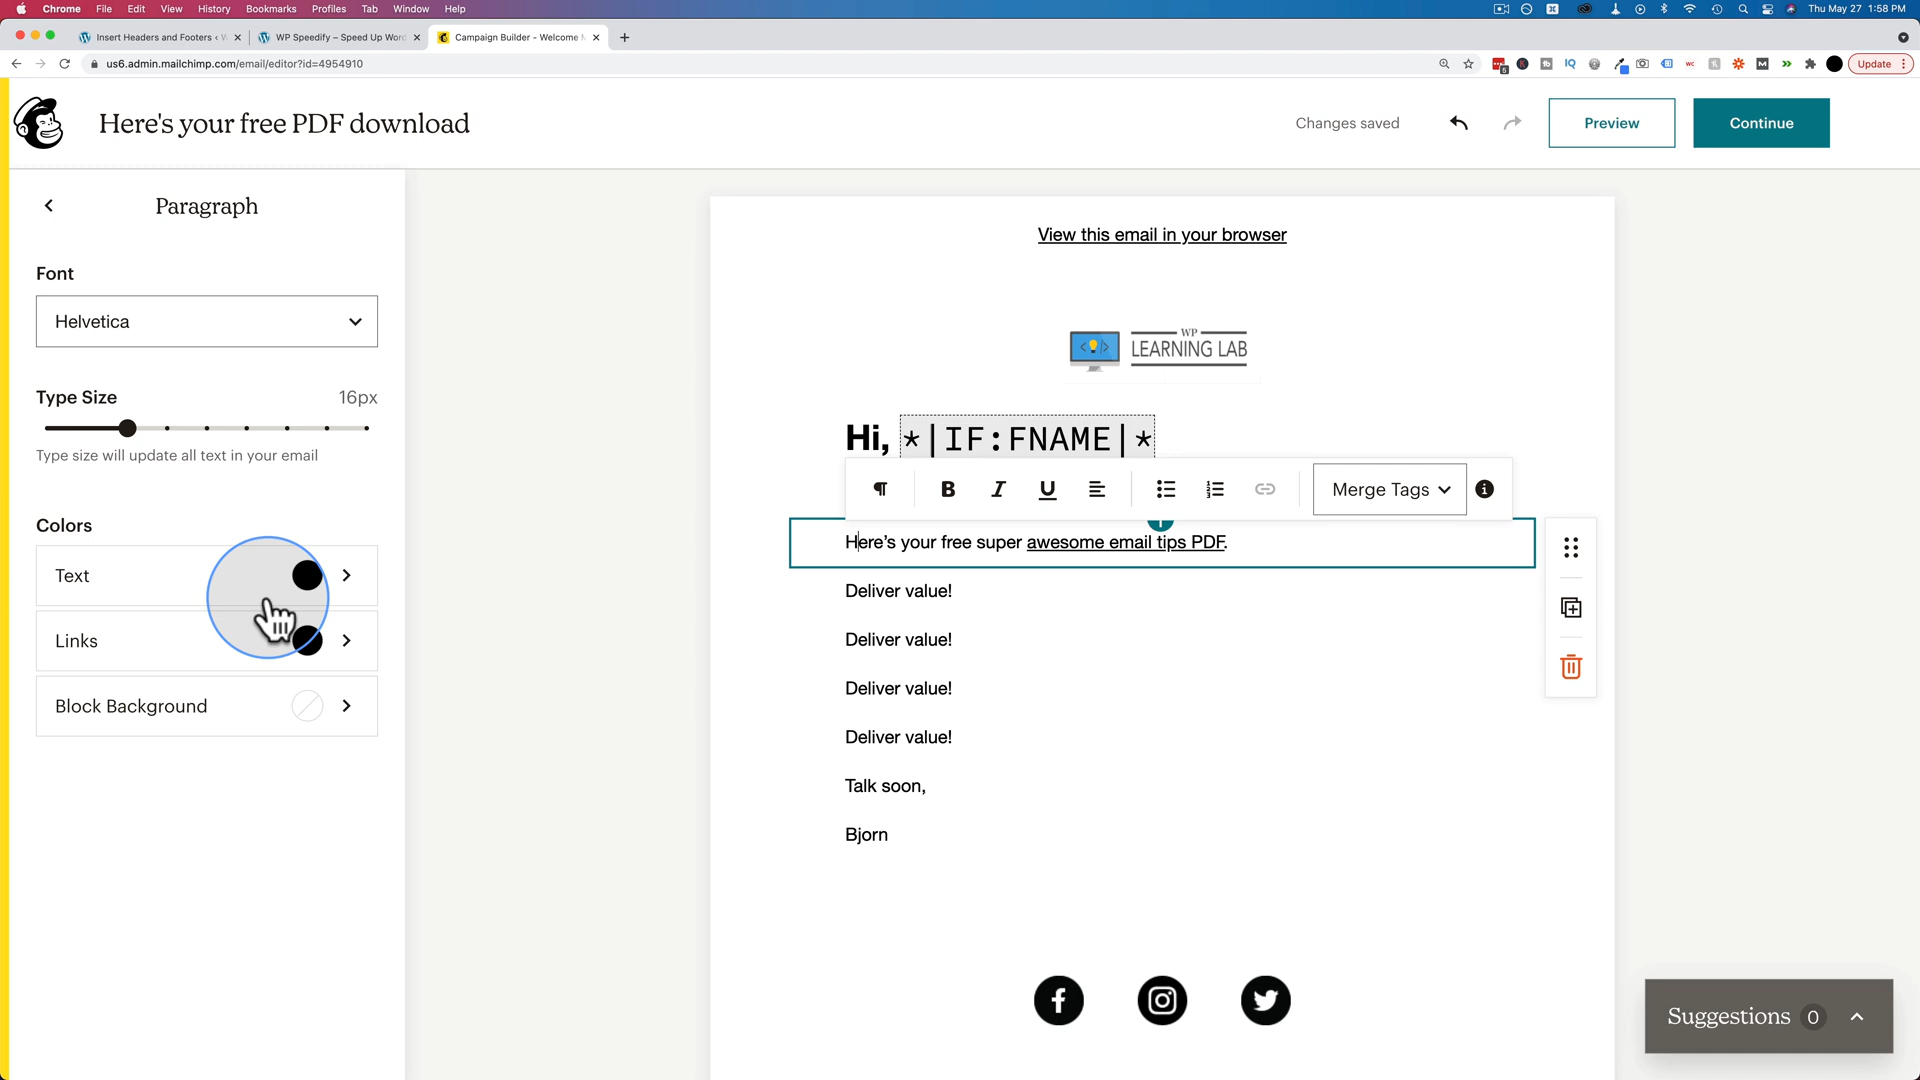 Chrome File Edit View History Bookmarks Profiles Tab Window Help Thu May 27 1:58 PM
Insert Headers and Footers ‹ W WP Speedify – Speed Up Word Campaign Builder - Welcome
us6.admin.mailchimp.com/email/editor?id=4954910 Update
Here's your free PDF download Changes saved Preview Continue
Paragraph
Font
Helvetica
Type Size 16px
Type size will update all text in your email
Colors
Text
Links
Block Background
View this email in your browser
WP
LEARNING LAB
Hi, *|IF:FNAME|*
Merge Tags
Here's your free super awesome email tips PDF.
Deliver value!
Deliver value!
Deliver value!
Deliver value!
Talk soon,
Bjorn
Suggestions 0